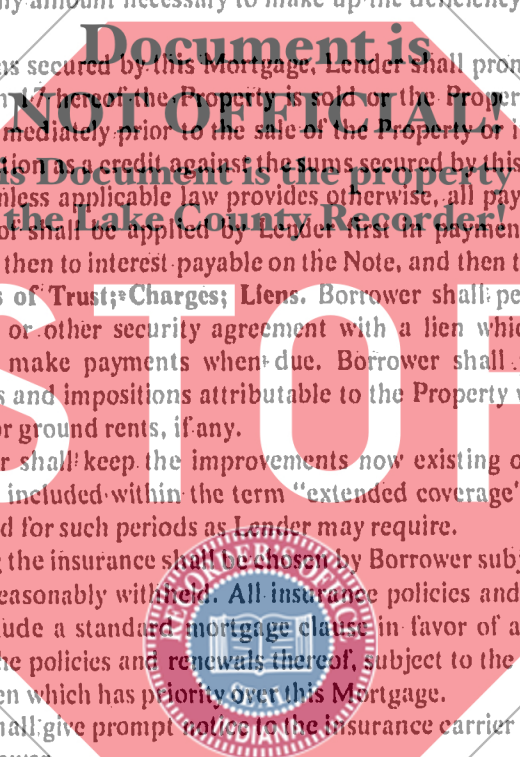 ny amount necessary to make up the deficiency
Document is
ns secured by this Mortgage, Lender shall prom
17 hereof the Property is sold or the Proper
NOT OFFICIAL!
mediately prior to the sale of the Property or i
tion as a credit against the sums secured by this
s Document is the property
nless applicable law provides otherwise, all pay
the Lake County Recorder!
of shall be applied by Lender first in paymen
then to interest payable on the Note, and then t
s of Trust; Charges; Liens. Borrower shall pe
or other security agreement with a lien whic
make payments when due. Borrower shall
s and impositions attributable to the Property
or ground rents, if any.
STOP
r shall keep the improvements now existing o
included within the term “extended coverage”
d for such periods as Lender may require.
g the insurance shall be chosen by Borrower subj
easonably withheld. All insurance policies and
RECORDER'S OFFICE
lude a standard mortgage clause in favor of a
he policies and renewals thereof, subject to the
en which has priority over this Mortgage.
COUNTY
hall give prompt notice to the insurance carrier
INDIANA